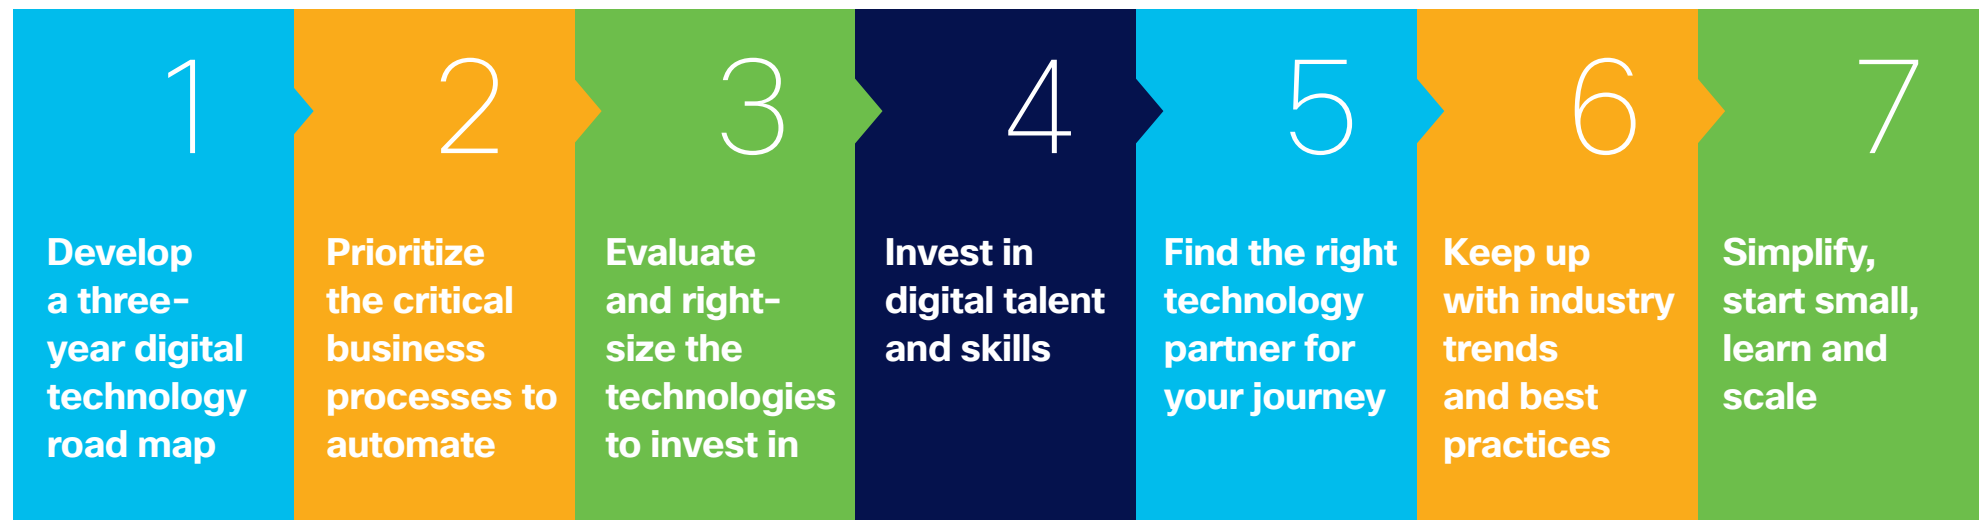 1
Develop
a three-
year digital
technology
road map
2
Prioritize
the critical
business
processes to
automate
3
Evaluate
and right-
size the
technologies
to invest in
4
Invest in
digital talent
and skills
5
Find the right
technology
partner for
your journey
6
Keep up
with industry
trends
and best
practices
7
Simplify,
start small,
learn and
scale